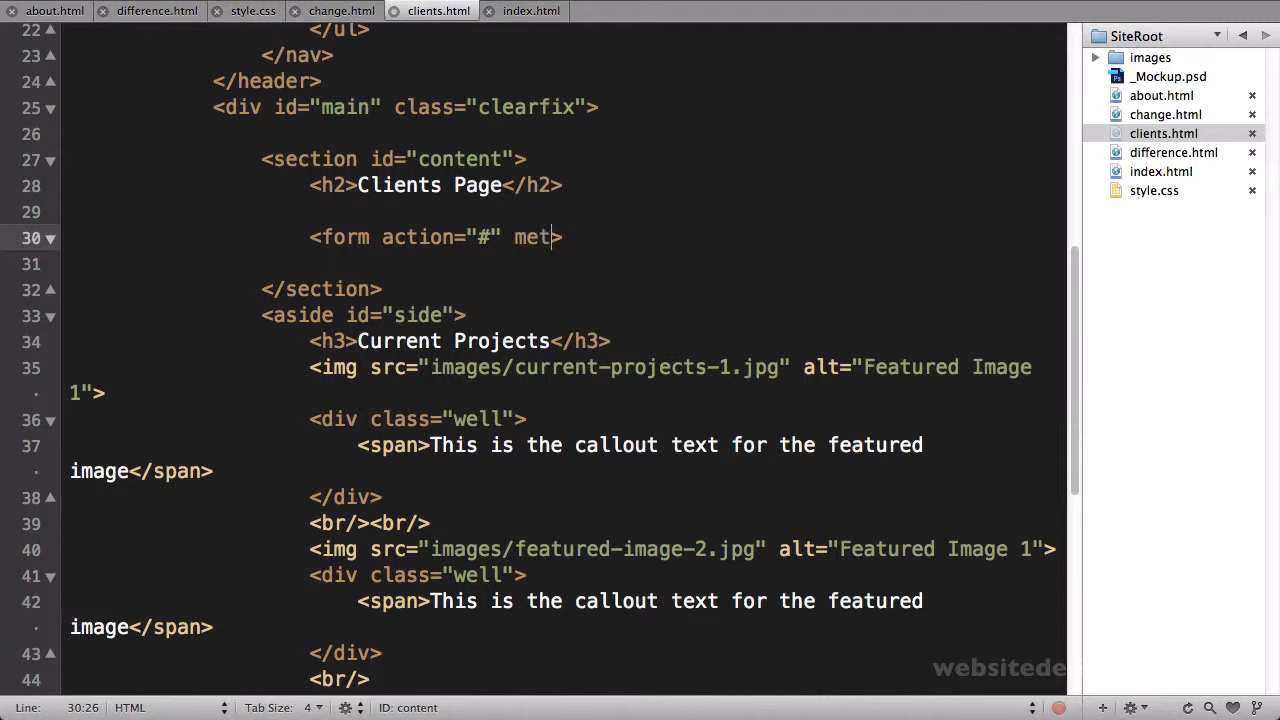 about.html difference.html style.css change.html clients.html index.html
22 </ul>
23 </nav>
24 </header>
25 <div id="main" class="clearfix">
26
27 <section id="content">
28 <h2>Clients Page</h2>
29
30 <form action="#" met>
31
32 </section>
33 <aside id="side">
34 <h3>Current Projects</h3>
35 <img src="images/current-projects-1.jpg" alt="Featured Image
1">
36 <div class="well">
37 <span>This is the callout text for the featured
image</span>
38 </div>
39 <br/><br/>
40 <img src="images/featured-image-2.jpg" alt="Featured Image 1">
41 <div class="well">
42 <span>This is the callout text for the featured
image</span>
43 </div>
44 <br/>
websitede
Line: 30:26 HTML Tab Size: 4 ID: content
SiteRoot
images
_Mockup.psd
about.html
change.html
clients.html
difference.html
index.html
style.css